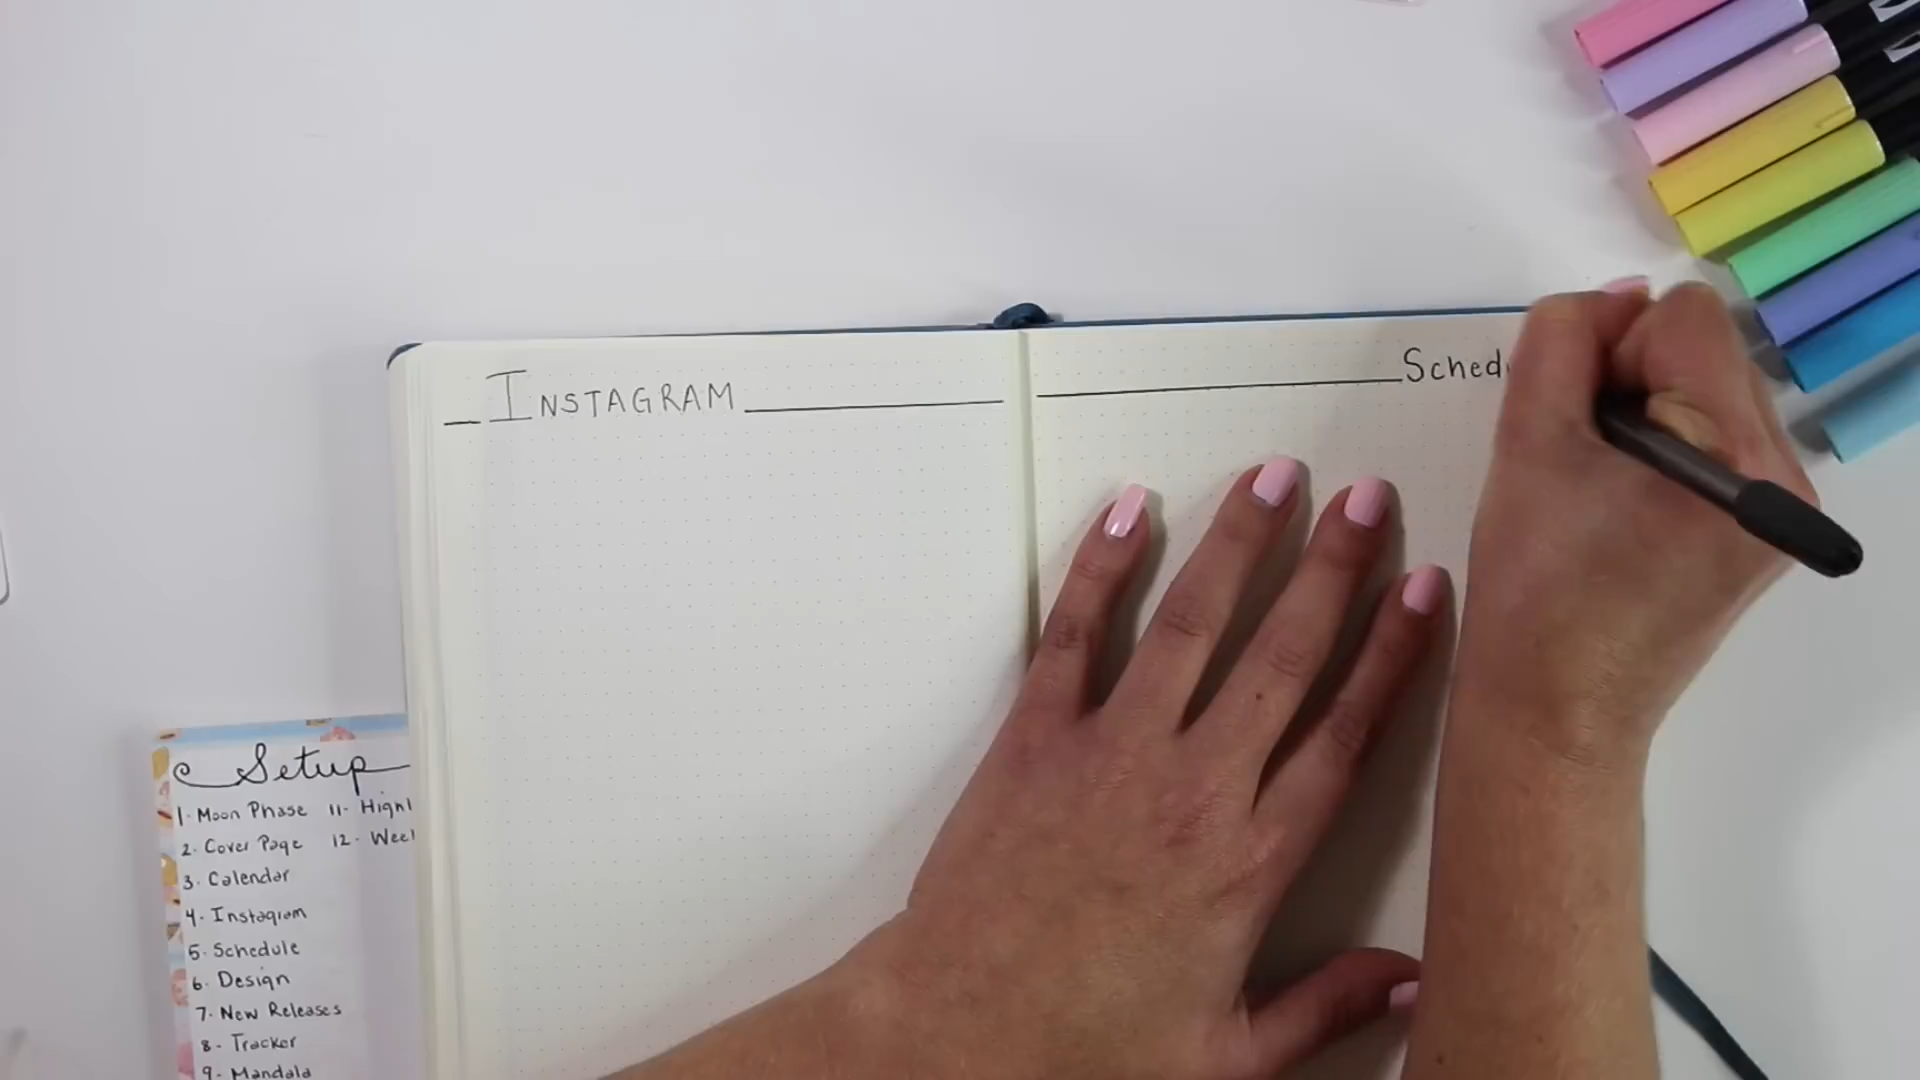 INSTAGRAM
Sched
Setup
1. Moon Phase 11- Highl
2. Cover Page 12- Weel
3. Calendar
4- Instagram
5. Schedule
6. Design
7- New Releases
8- Tracker
9- Mandala